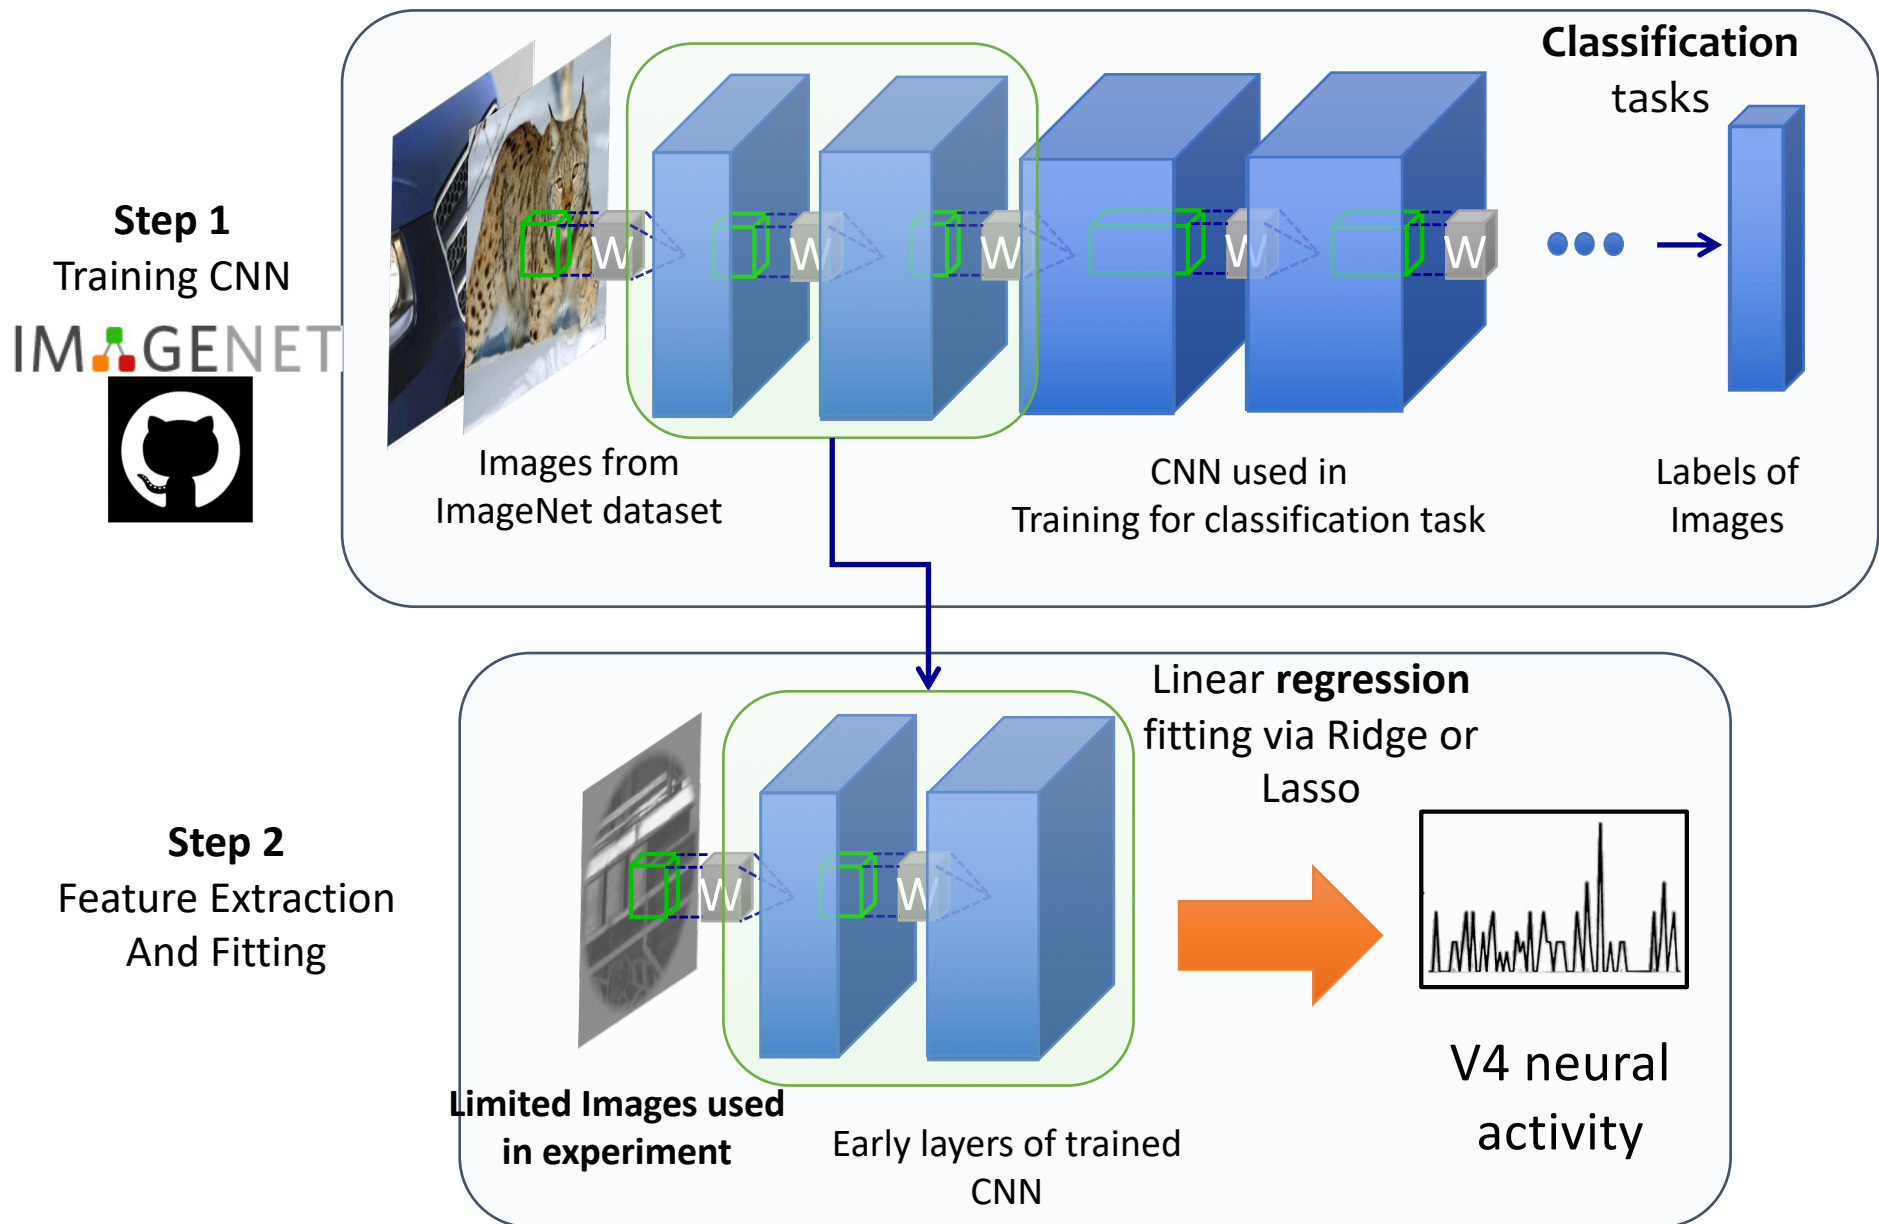 Classification
tasks
Step 1
Training CNN
IMAGENET
W
W
W
W
W
Images from
ImageNet dataset
CNN used in
Training for classification task
Labels of
Images
Linear regression
fitting via Ridge or
Lasso
Step 2
Feature Extraction
And Fitting
W
W
V4 neural
activity
Limited Images used
in experiment
Early layers of trained
CNN